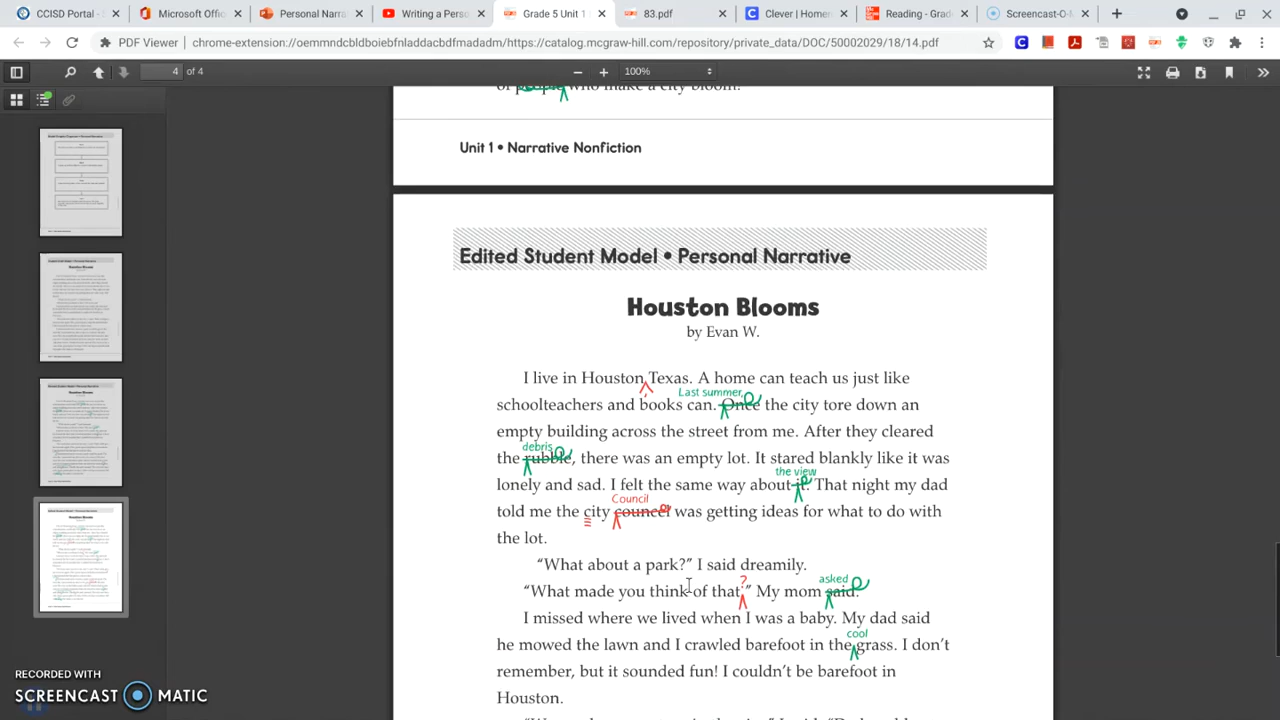 CCISD Portal - O
Microsoft Offic
Personal Narra
Writing a Perso
Grade 5 Unit 1
83.pdf
Clever | Home
Reading - Grad
Screencast-O-M
PDF Viewer | chrome-extension://oemmndcbldboiebfnladdacbdfmadadm/https://catalog.mcgraw-hill.com/repository/private_data/DOC/50002029/18/14.pdf
4 of 4
100%
of people who make a city bloom.
Unit 1 • Narrative Nonfiction
Edited Student Model • Personal Narrative
Houston Blooms
by Evan W.
I live in Houston, Texas. A home can teach us just like
Last summer,
schoolteachers and books can. Once the city tore down an
building across the street from After they cleared
debris
the rubble, there was an empty lot. It stared blankly like it was
the view
lonely and sad. I felt the same way about it. That night my dad
Council
told me the city councel was getting ideas for what to do with
the lot.
"What about a park?" I said dreamily.
? asked
"What made you think of that" My mom said.
I missed where we lived when I was a baby. My dad said
cool
he mowed the lawn and I crawled barefoot in the grass. I don't
remember, but it sounded fun! I couldn't be barefoot in
Houston.
RECORDED WITH
SCREENCAST MATIC